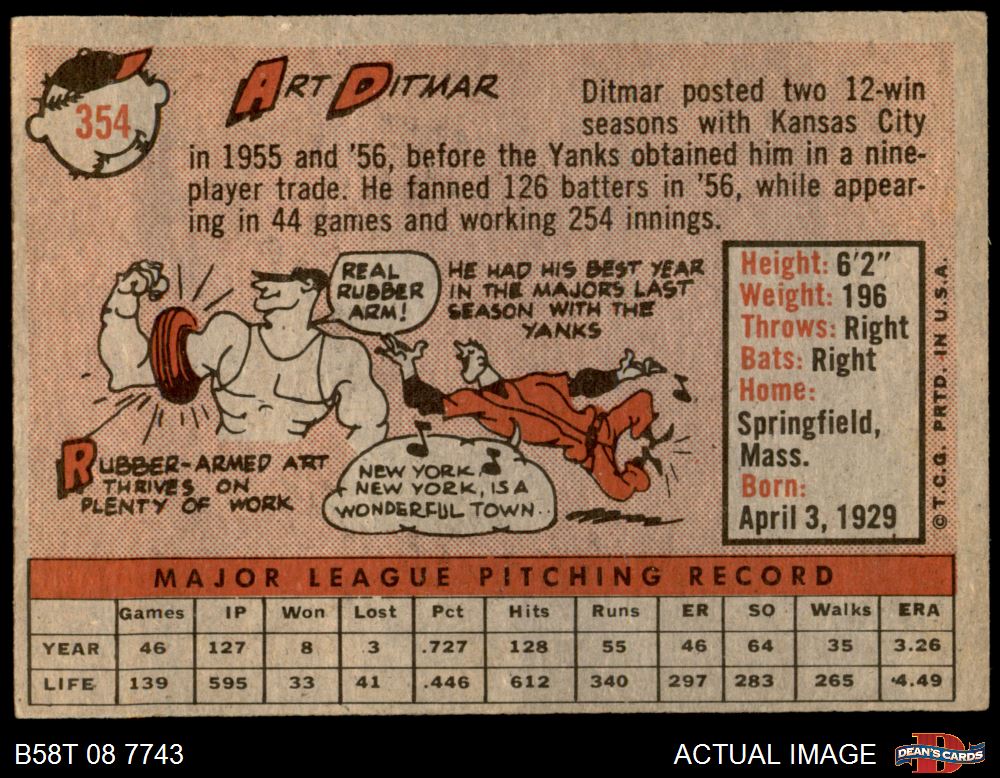 354
ART DITMAR
Ditmar posted two 12-win
seasons with Kansas City
in 1955 and '56, before the Yanks obtained him in a nine-
player trade. He fanned 126 batters in '56, while appear-
ing in 44 games and working 254 innings.
REAL
RUBBER
ARM!
HE HAD HIS BEST YEAR
IN THE MAJORS LAST
SEASON WITH THE
YANKS
RUBBER-ARMED ART
THRIVES ON
PLENTY OF WORK
NEW YORK
NEW YORK, IS A
WONDERFUL TOWN..
Height: 6'2"
Weight: 196
Throws: Right
Bats: Right
Home:
Springfield,
Mass.
Born:
April 3, 1929
© T.C.G. PRTD. IN U.S.A.
MAJOR LEAGUE PITCHING RECORD
Games IP Won Lost Pct Hits Runs ER SO Walks ERA
YEAR 46 127 8 3 .727 128 55 46 64 35 3.26
LIFE 139 595 33 41 .446 612 340 297 283 265 4.49
B58T 08 7743
ACTUAL IMAGE
DEAN'S CARDS